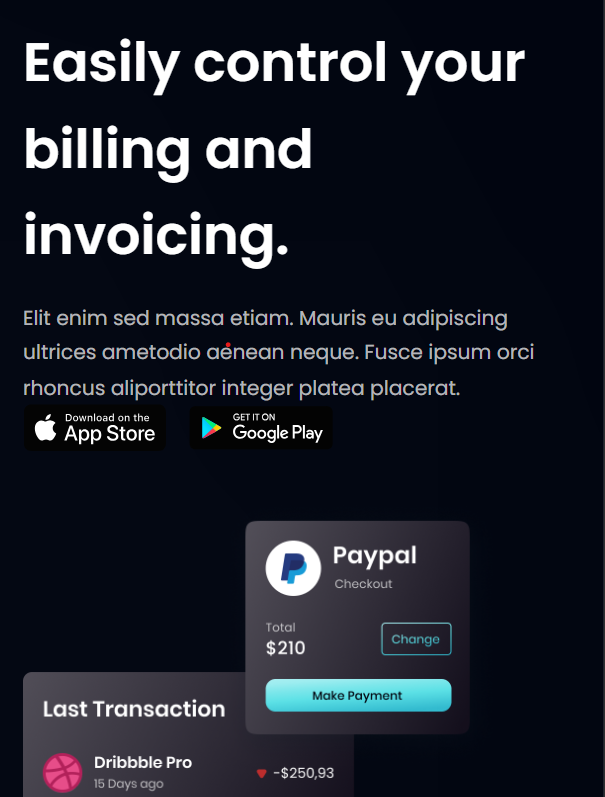 Easily control your
billing and
invoicing.
Elit enim sed massa etiam. Mauris eu adipiscing
ultrices ametodio aenean neque. Fusce ipsum orci
rhoncus aliporttitor integer platea placerat.
Download on the
App Store
GET IT ON
Google Play
Paypal
Checkout
Total
$210
Change
Make Payment
Last Transaction
Dribbble Pro
15 Days ago
-$250,93